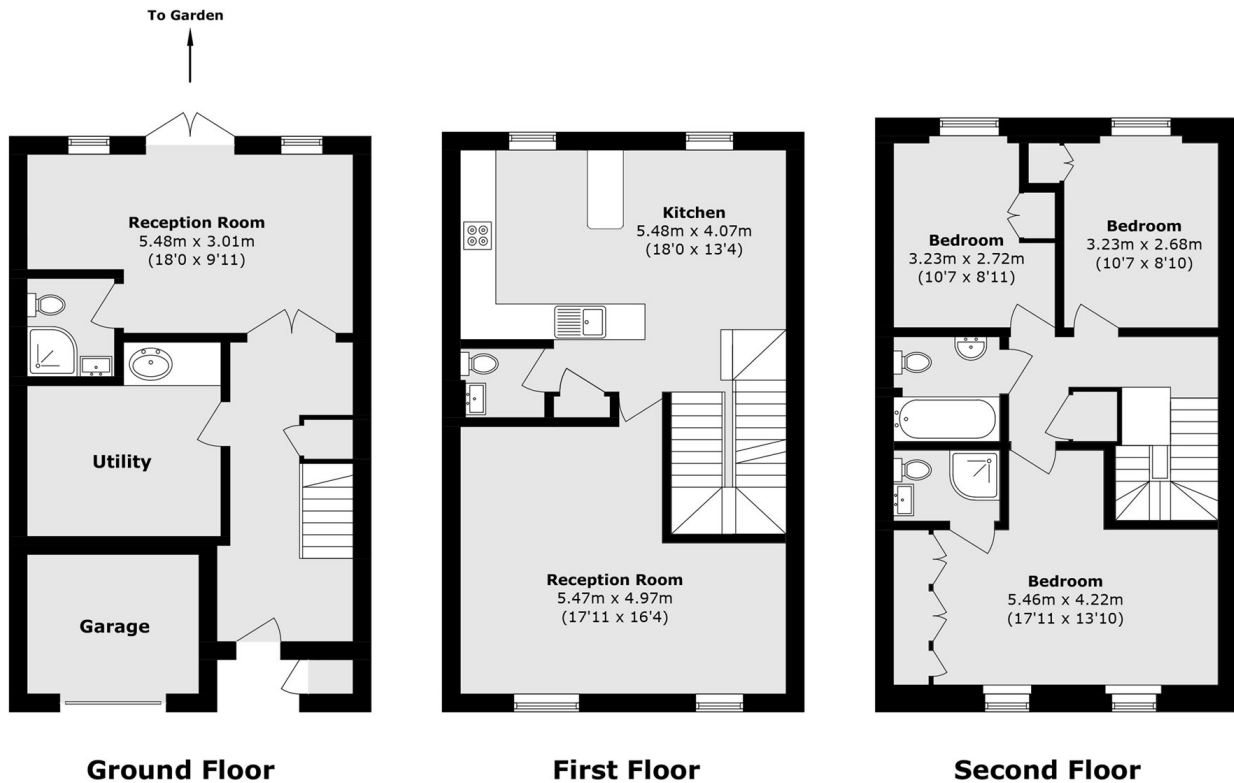 To Garden
Reception Room
5.48m x 3.01m
(18'0 x 9'11)
Utility
Garage
Ground Floor
Kitchen
5.48m x 4.07m
(18'0 x 13'4)
Reception Room
5.47m x 4.97m
(17'11 x 16'4)
First Floor
Bedroom
3.23m x 2.72m
(10'7 x 8'11)
Bedroom
3.23m x 2.68m
(10'7 x 8'10)
Bedroom
5.46m x 4.22m
(17'11 x 13'10)
Second Floor